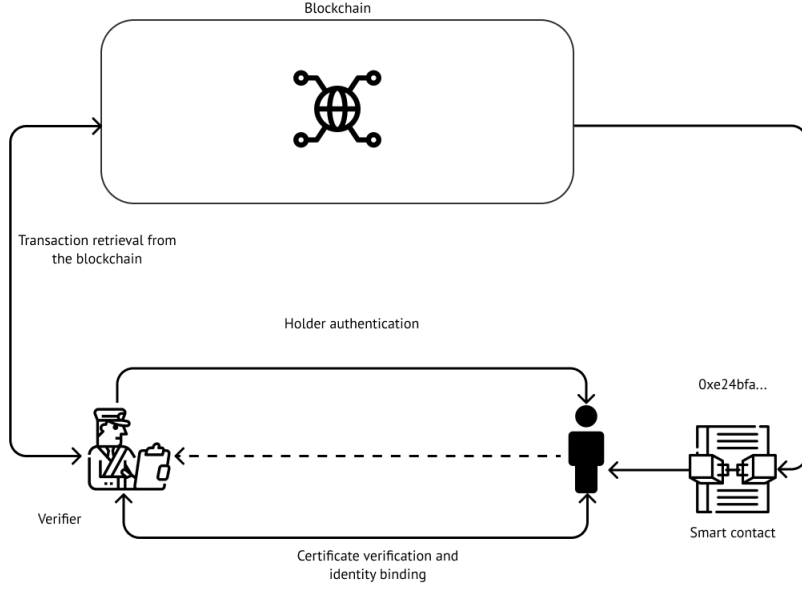 Blockchain
Transaction retrieval from
the blockchain
Holder authentication
0xe24bfa...
Verifier
Smart contact
Certificate verification and
identity binding